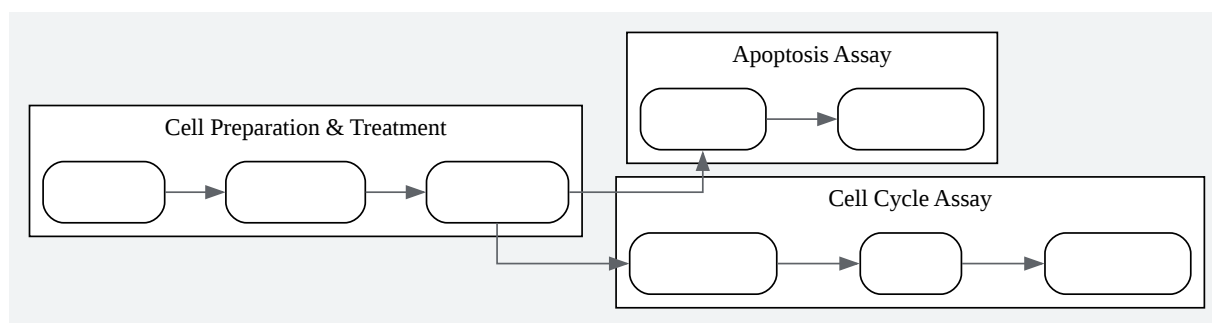 Apoptosis Assay
Cell Preparation & Treatment
Cell Cycle Assay